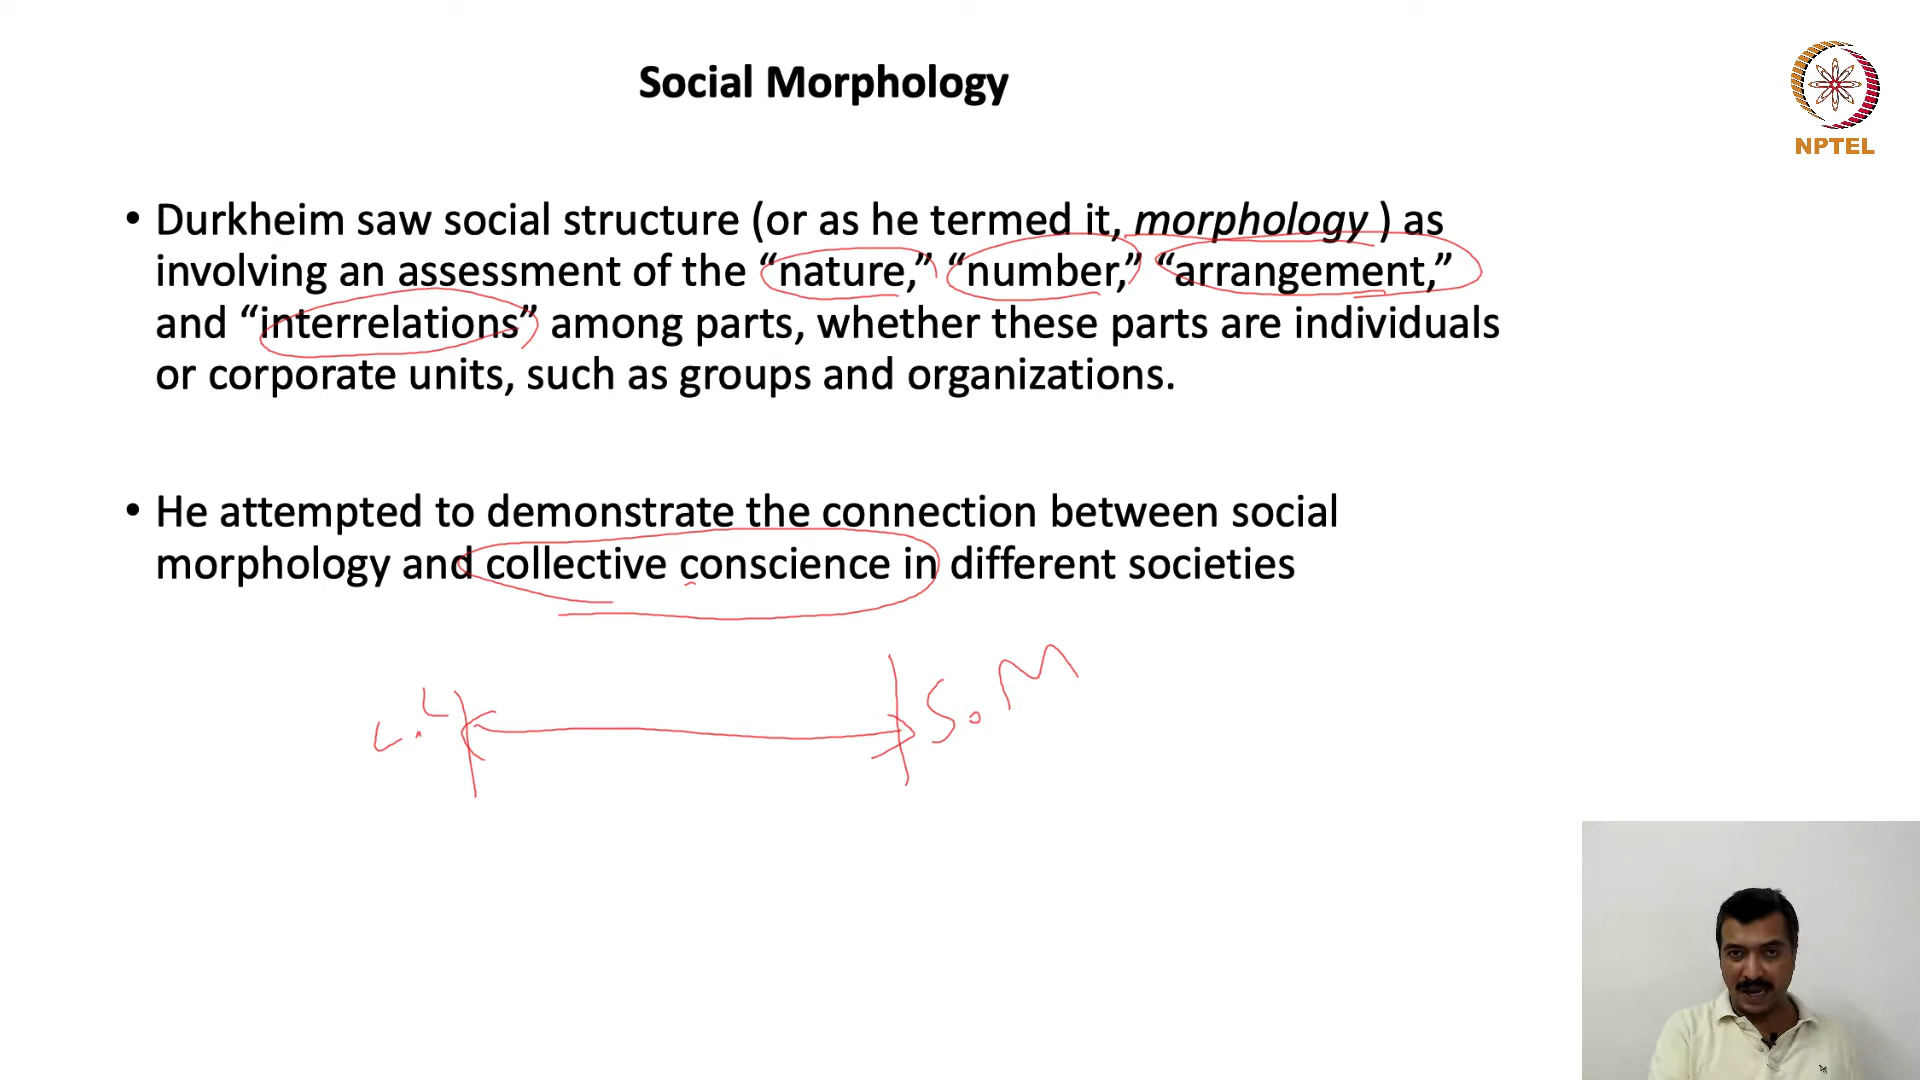 Social Morphology
NPTEL
• Durkheim saw social structure (or as he termed it, morphology ) as
involving an assessment of the “nature,” “number,” “arrangement,”
and “interrelations” among parts, whether these parts are individuals
or corporate units, such as groups and organizations.
• He attempted to demonstrate the connection between social
morphology and collective conscience in different societies
S.M